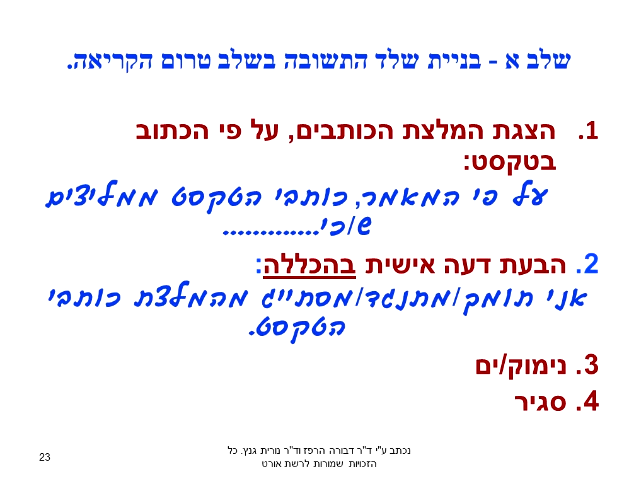 שלב א - בניית שלד התשובה בשלב טרום הקריאה.
1. הצגת המלצת הכותבים, על פי הכתוב
בטקסט:
על פי המאמר, כותבי הטקסט ממליצים
ש/כי.............
2. הבעת דעה אישית בהכללה:
אני תומך/מתנגד/מסתייג מהמלצת כותבי
הטקסט.
3. נימוק/ים
4. סגיר
נכתב ע"י ד"ר דבורה הרפז וד"ר נורית גנץ. כל
הזכויות שמורות לרשת אורט
23